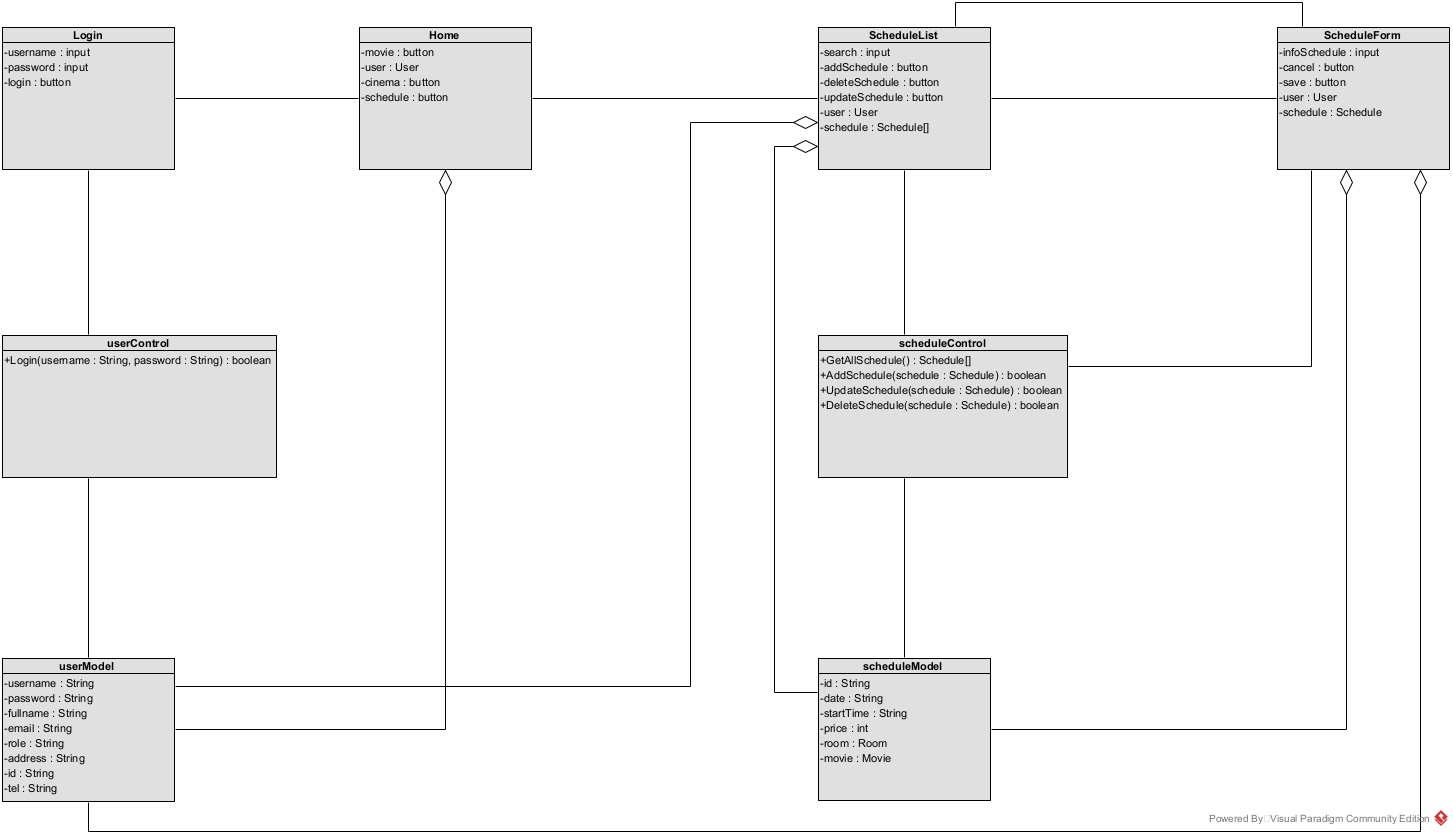 Login
-username : input
-password : input
-login : button
Home
-movie : button
-user : User
-cinema : button
-schedule : button
ScheduleList
-search : input
-addSchedule : button
-deleteSchedule : button
-updateSchedule : button
-user : User
-schedule : Schedule[]
ScheduleForm
-infoSchedule : input
-cancel : button
-save : button
-user : User
-schedule : Schedule
userControl
+Login(username : String, password : String) : boolean
scheduleControl
+GetAllSchedule() : Schedule[]
+AddSchedule(schedule : Schedule) : boolean
+UpdateSchedule(schedule : Schedule) : boolean
+DeleteSchedule(schedule : Schedule) : boolean
userModel
-username : String
-password : String
-fullname : String
-email : String
-role : String
-address : String
-id : String
-tel : String
scheduleModel
-id : String
-date : String
-startTime : String
-price : int
-room : Room
-movie : Movie
Powered By Visual Paradigm Community Edition